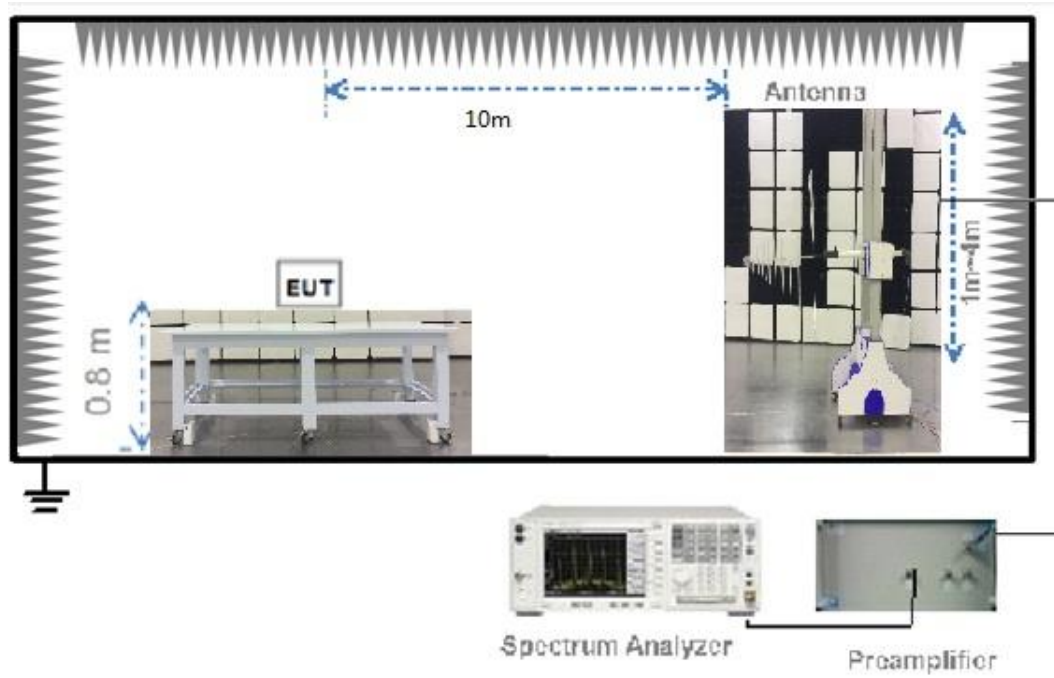 Antenna
10m
1m~4m
EUT
0.8 m
Spectrum Analyzer
Preamplifier